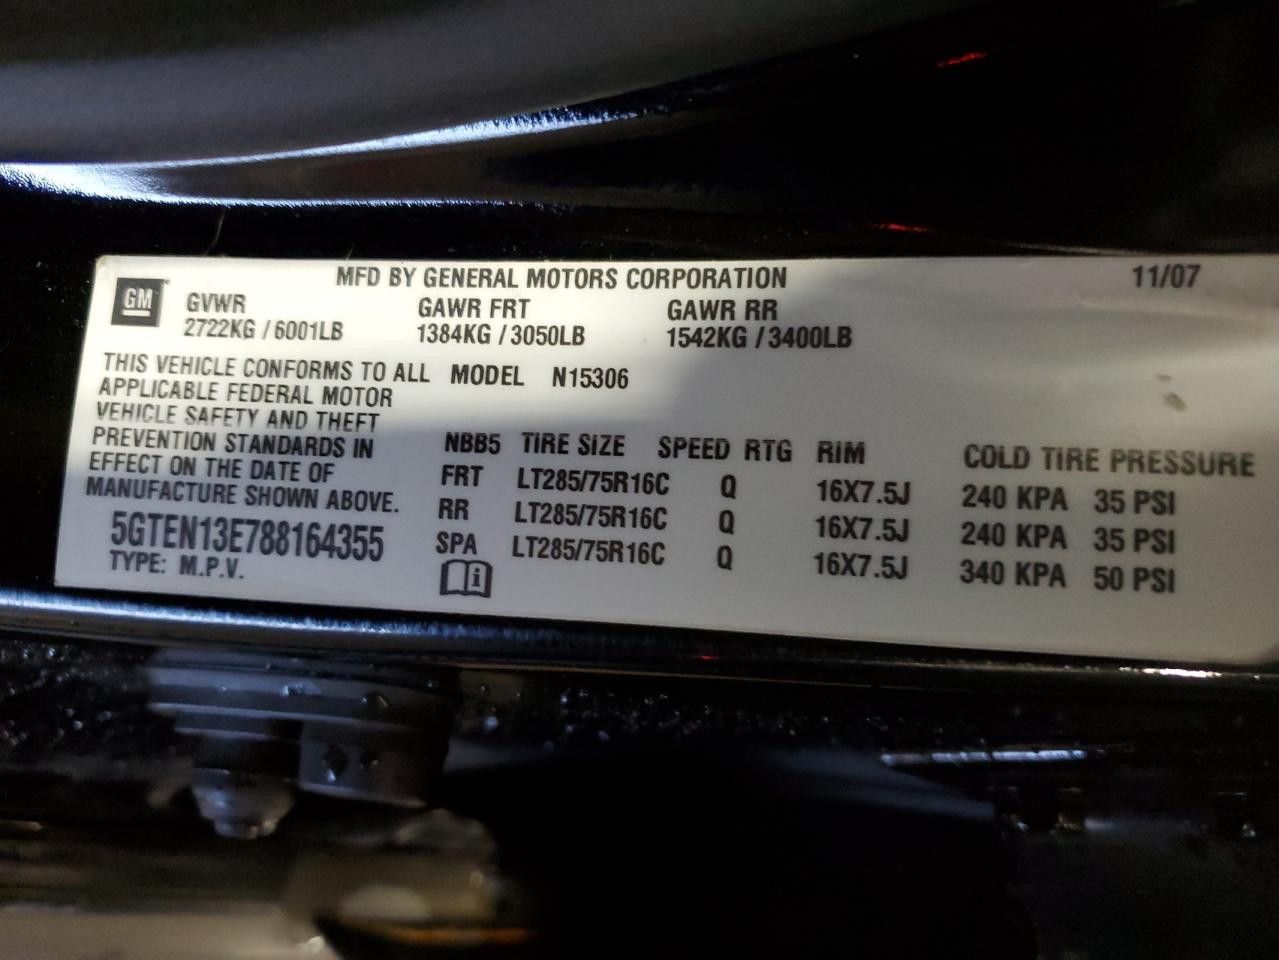 MFD BY GENERAL MOTORS CORPORATION 11/07
GM
GVWR GAWR FRT GAWR RR
2722KG / 6001LB 1384KG / 3050LB 1542KG / 3400LB
THIS VEHICLE CONFORMS TO ALL
APPLICABLE FEDERAL MOTOR
VEHICLE SAFETY AND THEFT
PREVENTION STANDARDS IN
EFFECT ON THE DATE OF
MANUFACTURE SHOWN ABOVE.
5GTEN13E788164355
TYPE: M.P.V.
MODEL N15306
NBB5 TIRE SIZE SPEED RTG RIM COLD TIRE PRESSURE
FRT LT285/75R16C Q 16X7.5J 240 KPA 35 PSI
RR LT285/75R16C Q 16X7.5J 240 KPA 35 PSI
SPA LT285/75R16C Q 16X7.5J 340 KPA 50 PSI
i